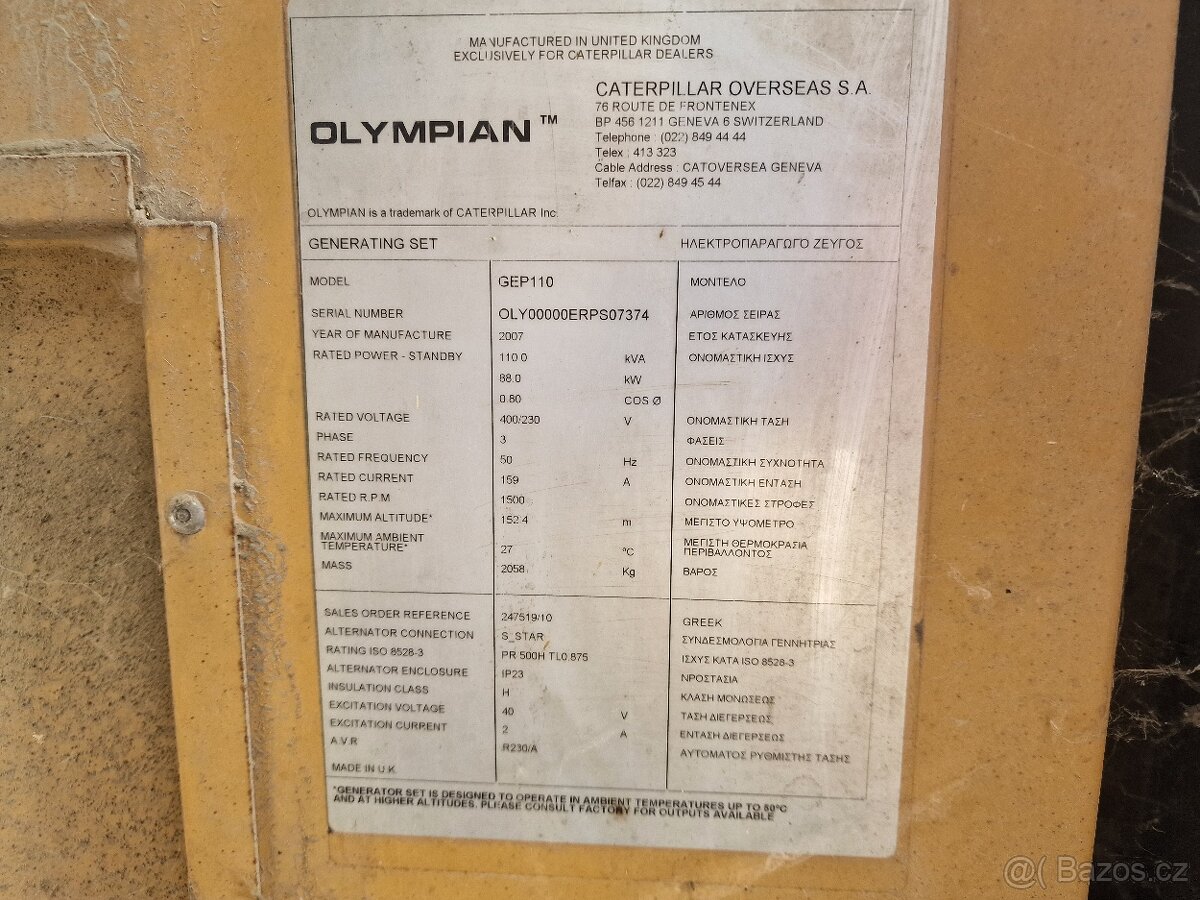 MANUFACTURED IN UNITED KINGDOM
EXCLUSIVELY FOR CATERPILLAR DEALERS
OLYMPIAN™
CATERPILLAR OVERSEAS S.A.
76 ROUTE DE FRONTENEX
BP 456 1211 GENEVA 6 SWITZERLAND
Telephone : (022) 849 44 44
Telex : 413 323
Cable Address : CATOVERSEA GENEVA
Telfax : (022) 849 45 44
OLYMPIAN is a trademark of CATERPILLAR Inc.
GENERATING SET ΗΛΕΚΤΡΟΠΑΡΑΓΩΓΟ ΖΕΥΓΟΣ
MODEL GEP110 ΜΟΝΤΕΛΟ
SERIAL NUMBER OLY00000ERPS07374 ΑΡΙΘΜΟΣ ΣΕΙΡΑΣ
YEAR OF MANUFACTURE 2007 ΕΤΟΣ ΚΑΤΑΣΚΕΥΗΣ
RATED POWER - STANDBY 110.0 kVA ΟΝΟΜΑΣΤΙΚΗ ΙΣΧΥΣ
88.0 kW
0.80 COS Ø
RATED VOLTAGE 400/230 V ΟΝΟΜΑΣΤΙΚΗ ΤΑΣΗ
PHASE 3 ΦΑΣΕΙΣ
RATED FREQUENCY 50 Hz ΟΝΟΜΑΣΤΙΚΗ ΣΥΧΝΟΤΗΤΑ
RATED CURRENT 159 A ΟΝΟΜΑΣΤΙΚΗ ΕΝΤΑΣΗ
RATED R.P.M 1500 ΟΝΟΜΑΣΤΙΚΕΣ ΣΤΡΟΦΕΣ
MAXIMUM ALTITUDE* 152.4 m ΜΕΓΙΣΤΟ ΥΨΟΜΕΤΡΟ
MAXIMUM AMBIENT
TEMPERATURE* 27 °C ΜΕΓΙΣΤΗ ΘΕΡΜΟΚΡΑΣΙΑ
ΠΕΡΙΒΑΛΛΟΝΤΟΣ
MASS 2058 Kg ΒΑΡΟΣ
SALES ORDER REFERENCE 247519/10 GREEK
ALTERNATOR CONNECTION S_STAR ΣΥΝΔΕΣΜΟΛΟΓΙΑ ΓΕΝΝΗΤΡΙΑΣ
RATING ISO 8528-3 PR 500H TL0.875 ΙΣΧΥΣ ΚΑΤΑ ISO 8528-3
ALTERNATOR ENCLOSURE IP23 ΝΡΟΣΤΑΣΙΑ
INSULATION CLASS H ΚΛΑΣΗ ΜΟΝΩΣΕΩΣ
EXCITATION VOLTAGE 40 V ΤΑΣΗ ΔΙΕΓΕΡΣΕΩΣ
EXCITATION CURRENT 2 A ΕΝΤΑΣΗ ΔΙΕΓΕΡΣΕΩΣ
A.V.R R230/A ΑΥΤΟΜΑΤΟΣ ΡΥΘΜΙΣΤΗΣ ΤΑΣΗΣ
MADE IN U.K
*GENERATOR SET IS DESIGNED TO OPERATE IN AMBIENT TEMPERATURES UP TO 50°C
AND AT HIGHER ALTITUDES. PLEASE CONSULT FACTORY FOR OUTPUTS AVAILABLE
@( Bazos.cz